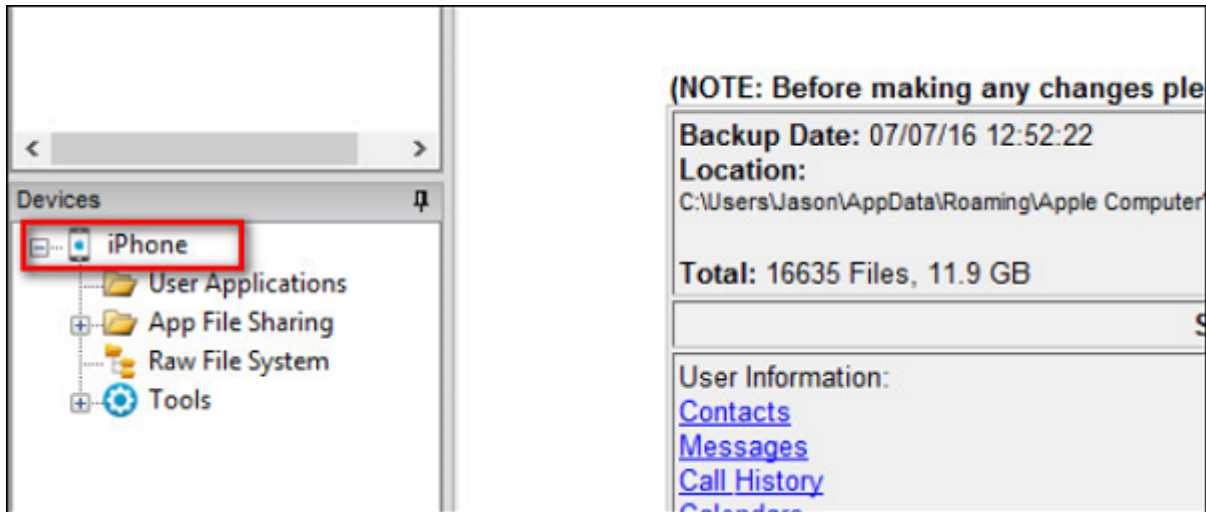 Devices
iPhone
User Applications
App File Sharing
Raw File System
Tools
(NOTE: Before making any changes ple
Backup Date: 07/07/16 12:52:22
Location:
C:\Users\Jason\AppData\Roaming\Apple Computer\
Total: 16635 Files, 11.9 GB
S
User Information:
Contacts
Messages
Call History
Calendars